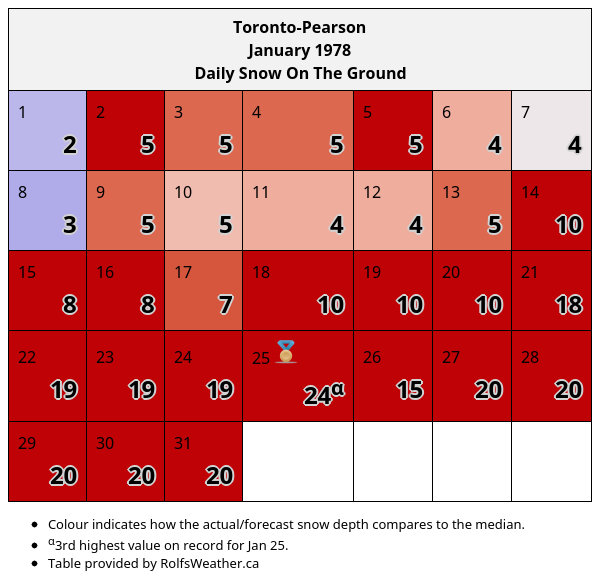 Toronto-Pearson
January 1978
Daily Snow On The Ground
1 2 3 4 5 6 7
2 5 5 5 5 4 4
8 9 10 11 12 13 14
3 5 5 4 4 5 10
15 16 17 18 19 20 21
8 8 7 10 10 10 18
22 23 24 25 26 27 28
19 19 19 24α 15 20 20
29 30 31
20 20 20
Colour indicates how the actual/forecast snow depth compares to the median.
α3rd highest value on record for Jan 25.
Table provided by RolfsWeather.ca